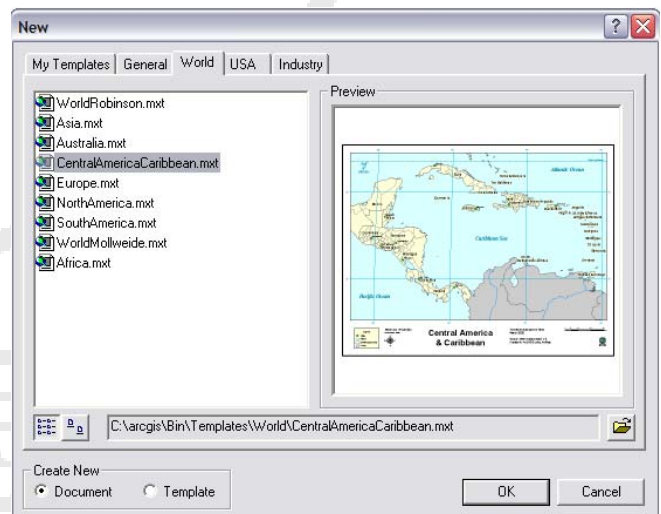 New
My Templates General World USA Industry
WorldRobinson.mxt
Asia.mxt
Australia.mxt
CentralAmericaCaribbean.mxt
Europe.mxt
NorthAmerica.mxt
SouthAmerica.mxt
WorldMollweide.mxt
Africa.mxt
Preview
Atlantic Ocean
Caribbean Sea
Pacific Ocean
Central America
& Caribbean
C:\arcgis\Bin\Templates\World\CentralAmericaCaribbean.mxt
Create New
Document Template
OK Cancel